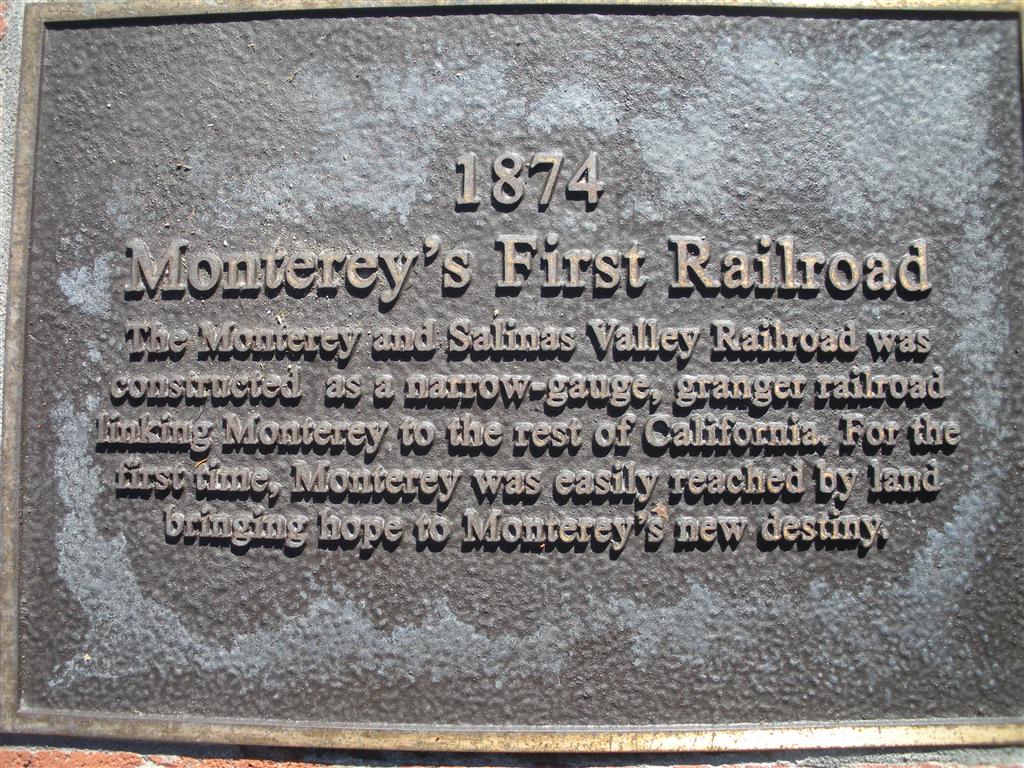 1874
Monterey's First Railroad
The Monterey and Salinas Valley Railroad was
constructed as a narrow-gauge, granger railroad
linking Monterey to the rest of California. For the
first time, Monterey was easily reached by land
bringing hope to Monterey's new destiny.